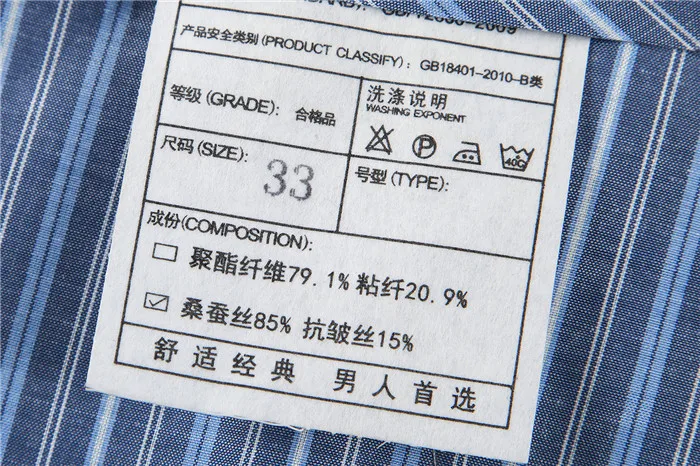 产品安全类别(PRODUCT CLASSIFY): GB18401-2010-B类
等级(GRADE): 合格品
洗涤说明
WASHING EXPONENT
P
40C
尺码(SIZE): 33
号型(TYPE):
成份(COMPOSITION):
聚酯纤维79.1% 粘纤20.9%
桑蚕丝85% 抗皱丝15%
舒适经典 男人首选